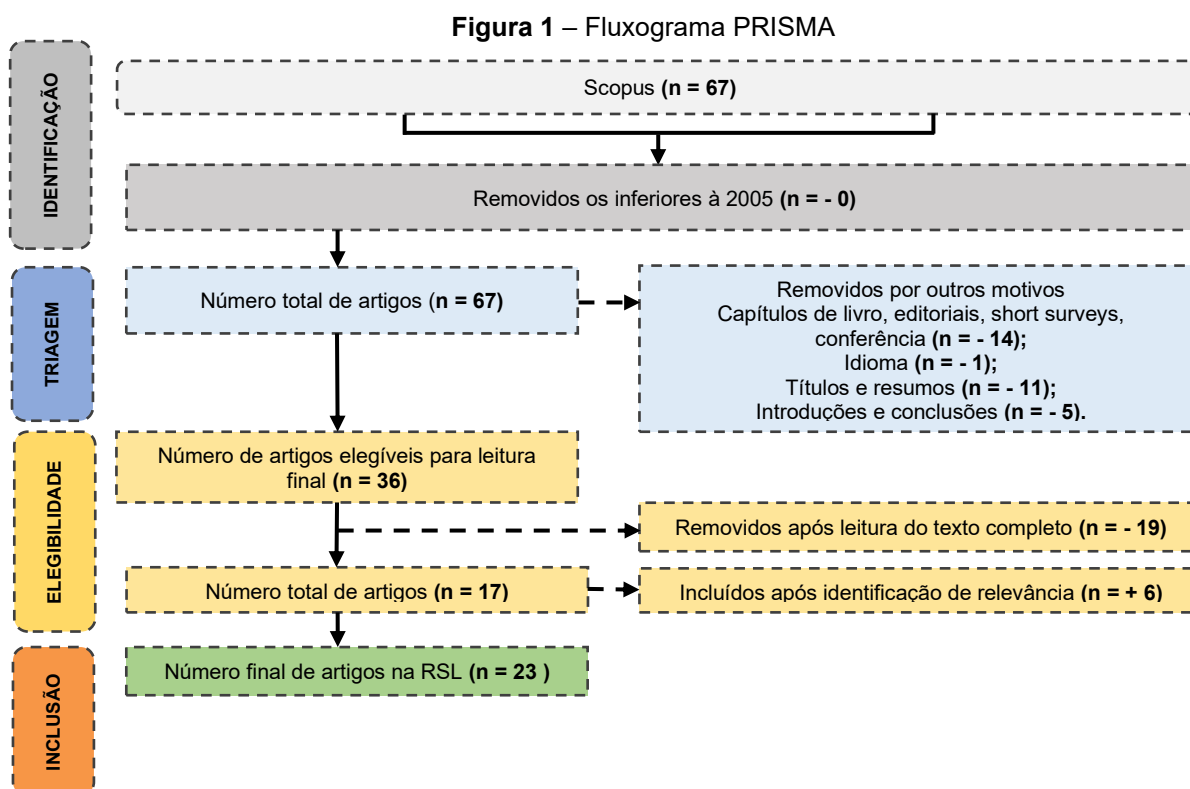 Figura 1 – Fluxograma PRISMA
IDENTIFICAÇÃO
Scopus (n = 67)
Removidos os inferiores à 2005 (n = - 0)
TRIAGEM
Número total de artigos (n = 67)
Removidos por outros motivos
Capítulos de livro, editoriais, short surveys,
conferência (n = - 14);
Idioma (n = - 1);
Títulos e resumos (n = - 11);
Introduções e conclusões (n = - 5).
ELEGIBILIDADE
Número de artigos elegíveis para leitura
final (n = 36)
Removidos após leitura do texto completo (n = - 19)
Número total de artigos (n = 17)
Incluídos após identificação de relevância (n = + 6)
INCLUSÃO
Número final de artigos na RSL (n = 23 )